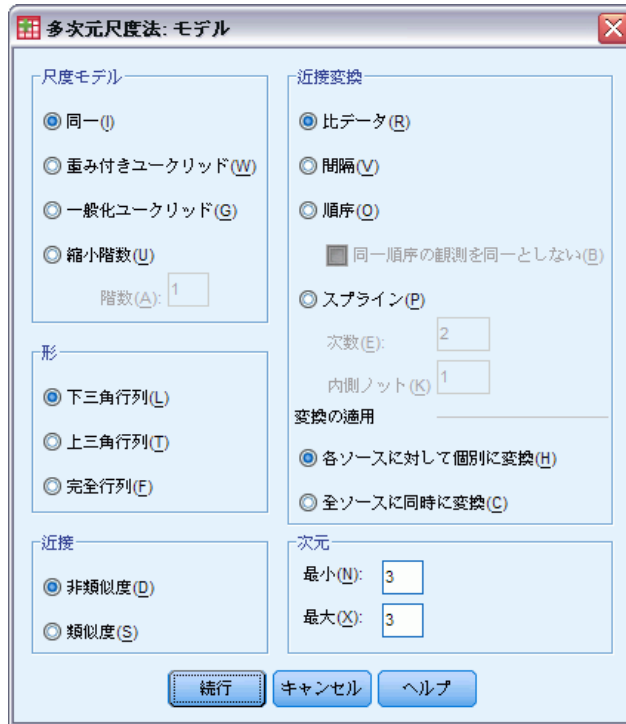 多次元尺度法: モデル
尺度モデル
同一(I)
重み付きユークリッド(W)
一般化ユークリッド(G)
縮小階数(U)
階数(A): 1
形
下三角行列(L)
上三角行列(T)
完全行列(F)
近接
非類似度(D)
類似度(S)
近接変換
比データ(R)
間隔(V)
順序(O)
同一順序の観測を同一としない(B)
スプライン(P)
次数(E): 2
内側ノット(K) 1
変換の適用
各ソースに対して個別に変換(H)
全ソースに同時に変換(C)
次元
最小(N): 3
最大(X): 3
続行
キャンセル
ヘルプ